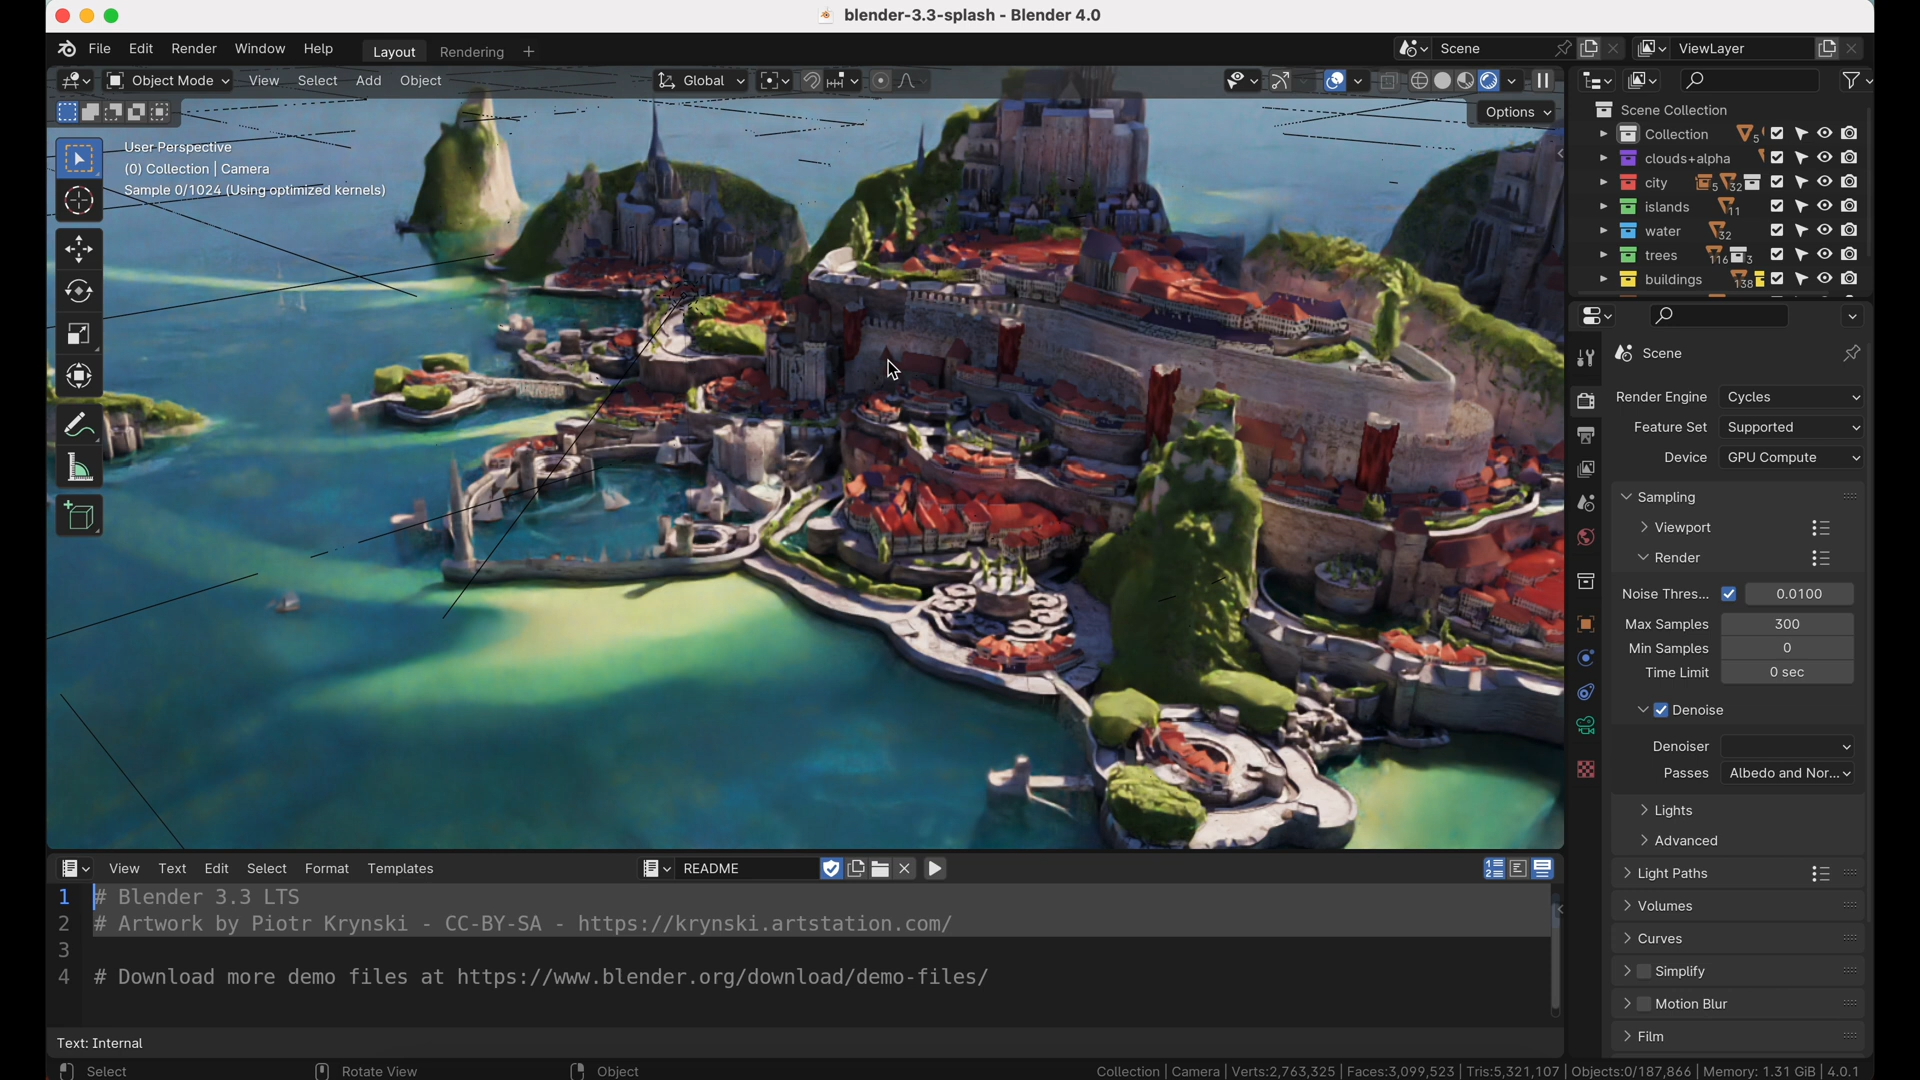 blender-3.3-splash - Blender 4.0
File Edit Render Window Help Layout Rendering + Scene ViewLayer
Object Mode View Select Add Object Global
Options
User Perspective
(0) Collection | Camera
Sample 0/1024 (Using optimized kernels)
Scene Collection
Collection 5
clouds+alpha
city 5 32
islands 11
water 32
trees 116 3
buildings 138
Scene
Render Engine Cycles
Feature Set Supported
Device GPU Compute
Sampling
Viewport
Render
Noise Thres... 0.0100
Max Samples 300
Min Samples 0
Time Limit 0 sec
Denoise
Denoiser
Passes Albedo and Nor...
Lights
Advanced
Light Paths
Volumes
Curves
Simplify
Motion Blur
Film
View Text Edit Select Format Templates README
1 # Blender 3.3 LTS
2 # Artwork by Piotr Krynski - CC-BY-SA - https://krynski.artstation.com/
3
4 # Download more demo files at https://www.blender.org/download/demo-files/
Text: Internal
Select Rotate View Object Collection | Camera | Verts:2,763,325 | Faces:3,099,523 | Tris:5,321,107 | Objects:0/187,866 | Memory: 1.31 GiB | 4.0.1